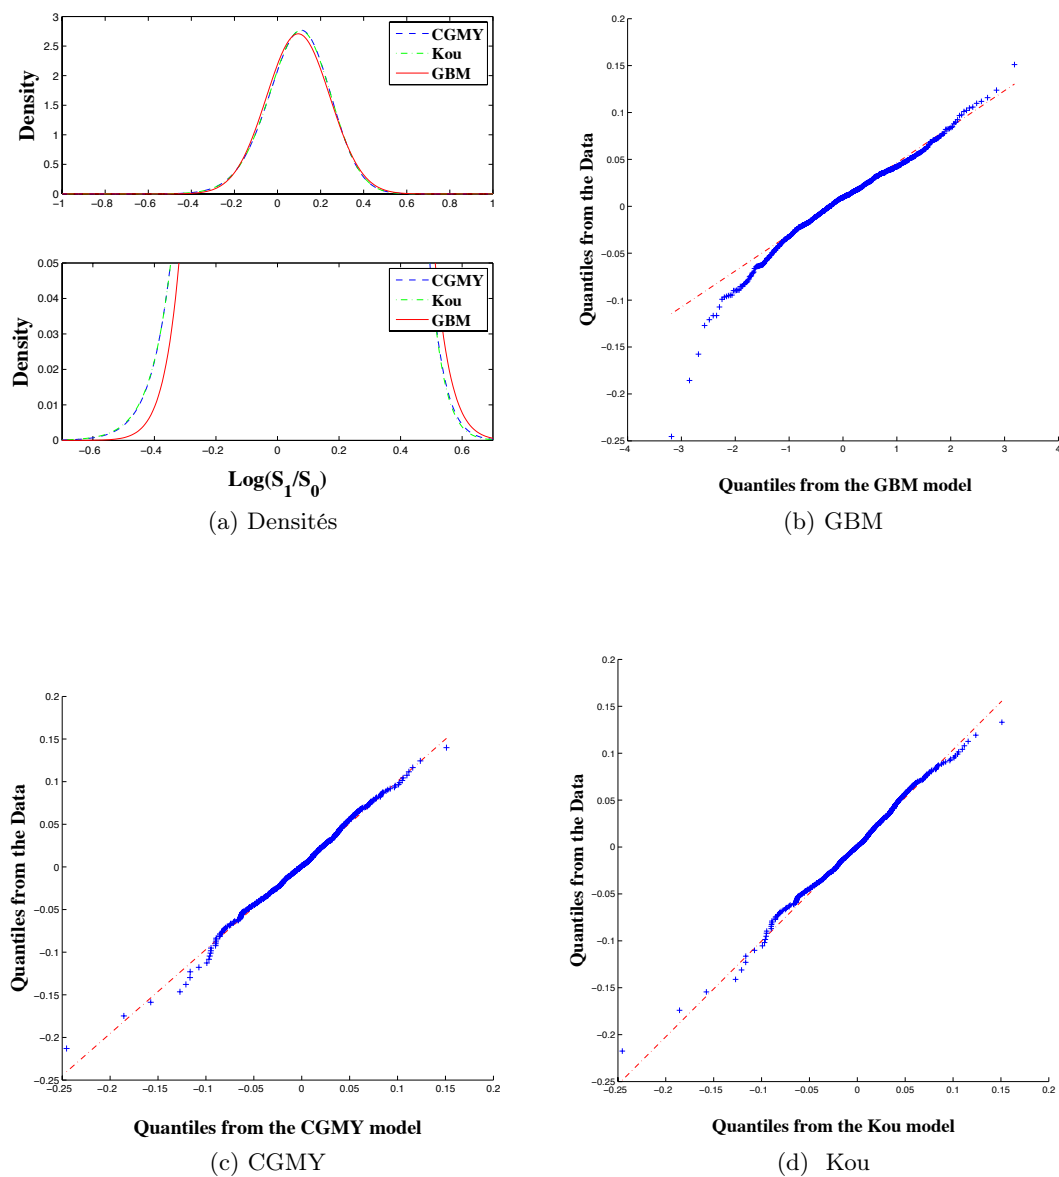 3
2.5
2
1.5
1
0.5
0
Density
CGMY
Kou
GBM
−1 −0.8 −0.6 −0.4 −0.2 0 0.2 0.4 0.6 0.8 1
0.05
0.04
0.03
0.02
0.01
0
Density
CGMY
Kou
GBM
−0.6 −0.4 −0.2 0 0.2 0.4 0.6
Log(S1/S0)
(a) Densités
0.2
0.15
0.1
0.05
0
−0.05
−0.1
−0.15
−0.2
−0.25
Quantiles from the Data
−4 −3 −2 −1 0 1 2 3 4
Quantiles from the GBM model
(b) GBM
0.2
0.15
0.1
0.05
0
−0.05
−0.1
−0.15
−0.2
−0.25
Quantiles from the Data
−0.25 −0.2 −0.15 −0.1 −0.05 0 0.05 0.1 0.15 0.2
Quantiles from the CGMY model
(c) CGMY
0.2
0.15
0.1
0.05
0
−0.05
−0.1
−0.15
−0.2
−0.25
Quantiles from the Data
−0.25 −0.2 −0.15 −0.1 −0.05 0 0.05 0.1 0.15 0.2
Quantiles from the Kou model
(d) Kou